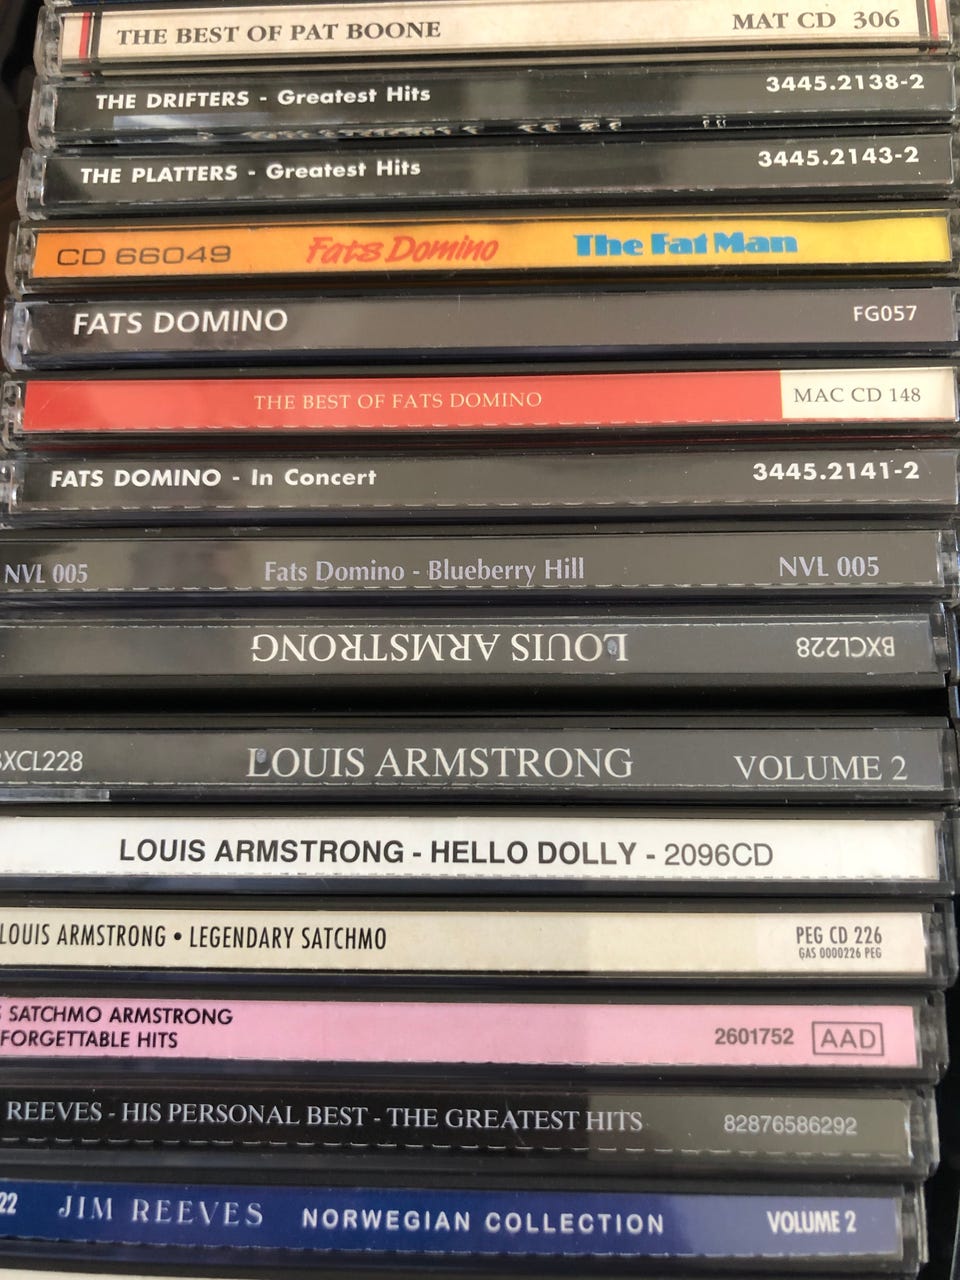 THE BEST OF PAT BOONE MAT CD 306
THE DRIFTERS - Greatest Hits 3445.2138-2
THE PLATTERS - Greatest Hits 3445.2143-2
CD 66049 Fats Domino The Fat Man
FATS DOMINO FG057
THE BEST OF FATS DOMINO MAC CD 148
FATS DOMINO - In Concert 3445.2141-2
NVL 005 Fats Domino - Blueberry Hill NVL 005
LOUIS ARMSTRONG BXCL228
BXCL228 LOUIS ARMSTRONG VOLUME 2
LOUIS ARMSTRONG - HELLO DOLLY - 2096CD
LOUIS ARMSTRONG • LEGENDARY SATCHMO PEG CD 226
GAS 0000226 PEG
SATCHMO ARMSTRONG
FORGETTABLE HITS 2601752 AAD
REEVES - HIS PERSONAL BEST - THE GREATEST HITS 82876586292
22 JIM REEVES NORWEGIAN COLLECTION VOLUME 2